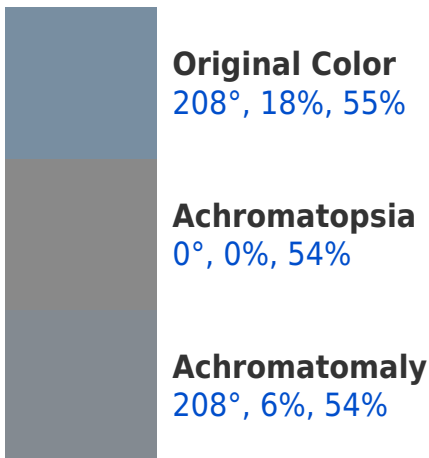 Original Color
208°, 18%, 55%
Achromatopsia
0°, 0%, 54%
Achromatomaly
208°, 6%, 54%